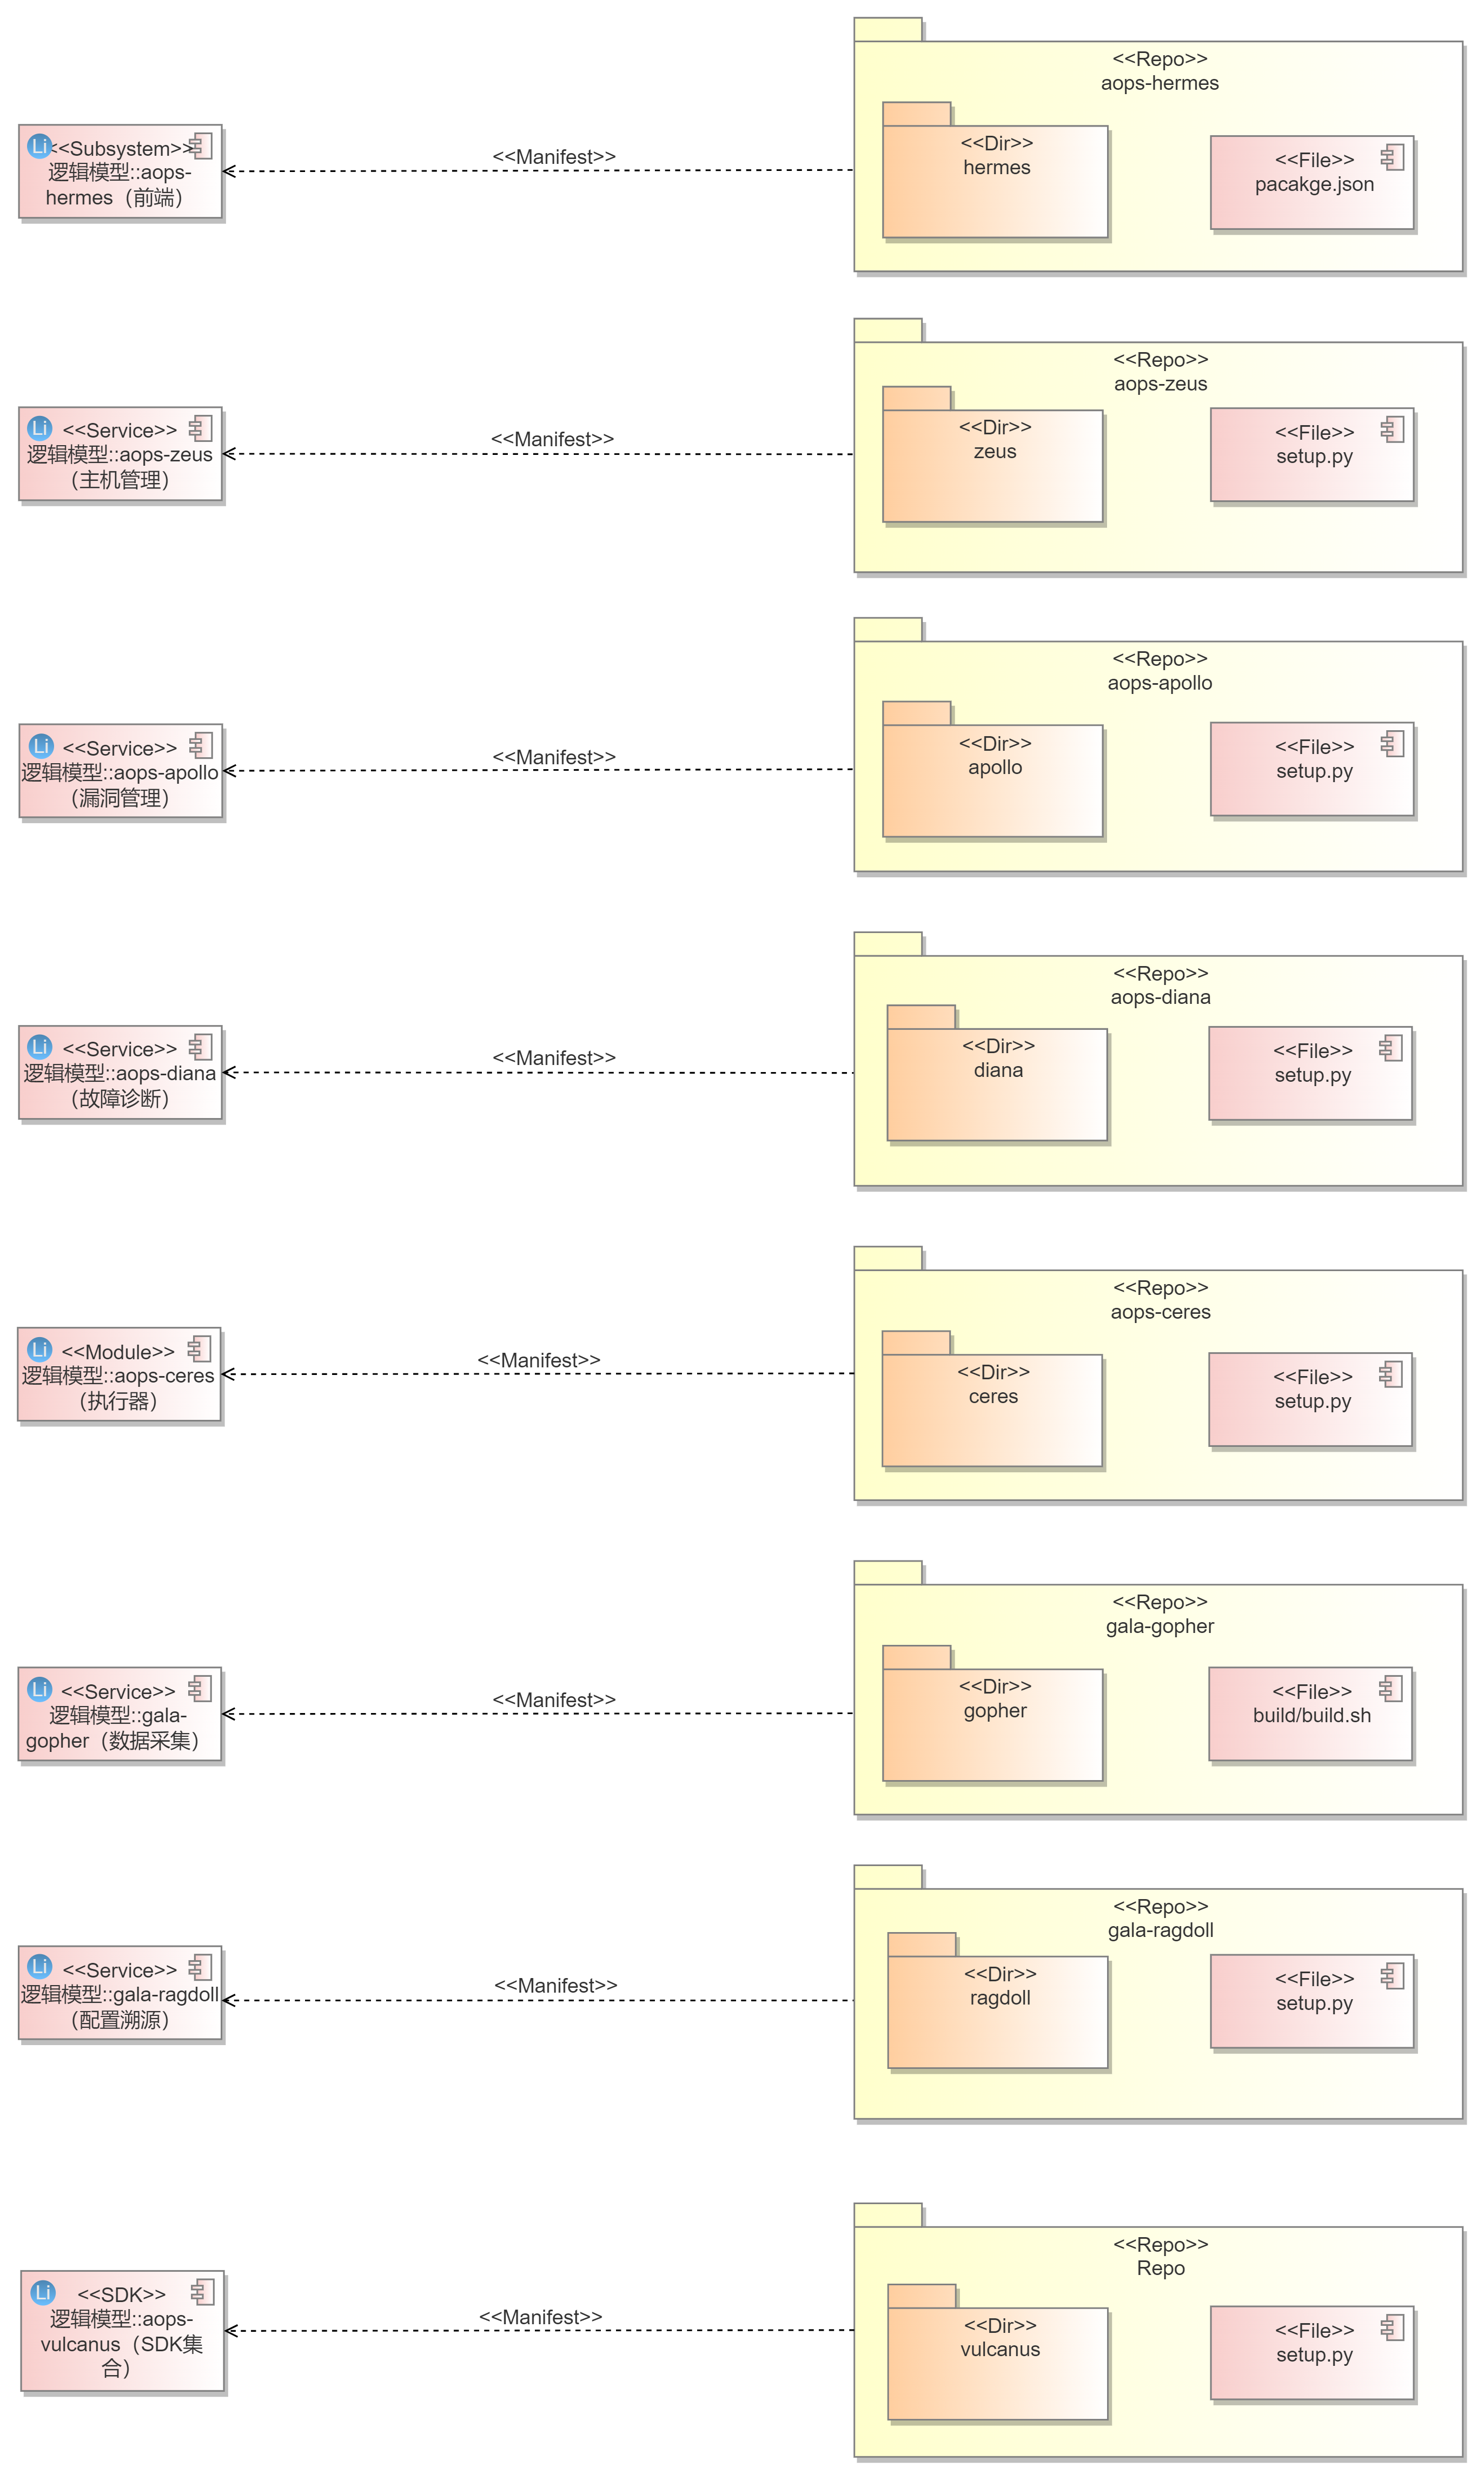 <<Repo>>
aops-hermes
Li
<<Subsystem>>
逻辑模型::aops-
hermes（前端）
<<Manifest>>
<<Dir>>
hermes
<<File>>
pacakge.json
<<Repo>>
aops-zeus
Li
<<Service>>
逻辑模型::aops-zeus
（主机管理）
<<Manifest>>
<<Dir>>
zeus
<<File>>
setup.py
<<Repo>>
aops-apollo
Li
<<Service>>
逻辑模型::aops-apollo
（漏洞管理）
<<Manifest>>
<<Dir>>
apollo
<<File>>
setup.py
<<Repo>>
aops-diana
Li
<<Service>>
逻辑模型::aops-diana
（故障诊断）
<<Manifest>>
<<Dir>>
diana
<<File>>
setup.py
<<Repo>>
aops-ceres
Li
<<Module>>
逻辑模型::aops-ceres
（执行器）
<<Manifest>>
<<Dir>>
ceres
<<File>>
setup.py
<<Repo>>
gala-gopher
Li
<<Service>>
逻辑模型::gala-
gopher（数据采集）
<<Manifest>>
<<Dir>>
gopher
<<File>>
build/build.sh
<<Repo>>
gala-ragdoll
Li
<<Service>>
逻辑模型::gala-ragdoll
（配置溯源）
<<Manifest>>
<<Dir>>
ragdoll
<<File>>
setup.py
<<Repo>>
Repo
Li
<<SDK>>
逻辑模型::aops-
vulcanus（SDK集
合）
<<Manifest>>
<<Dir>>
vulcanus
<<File>>
setup.py